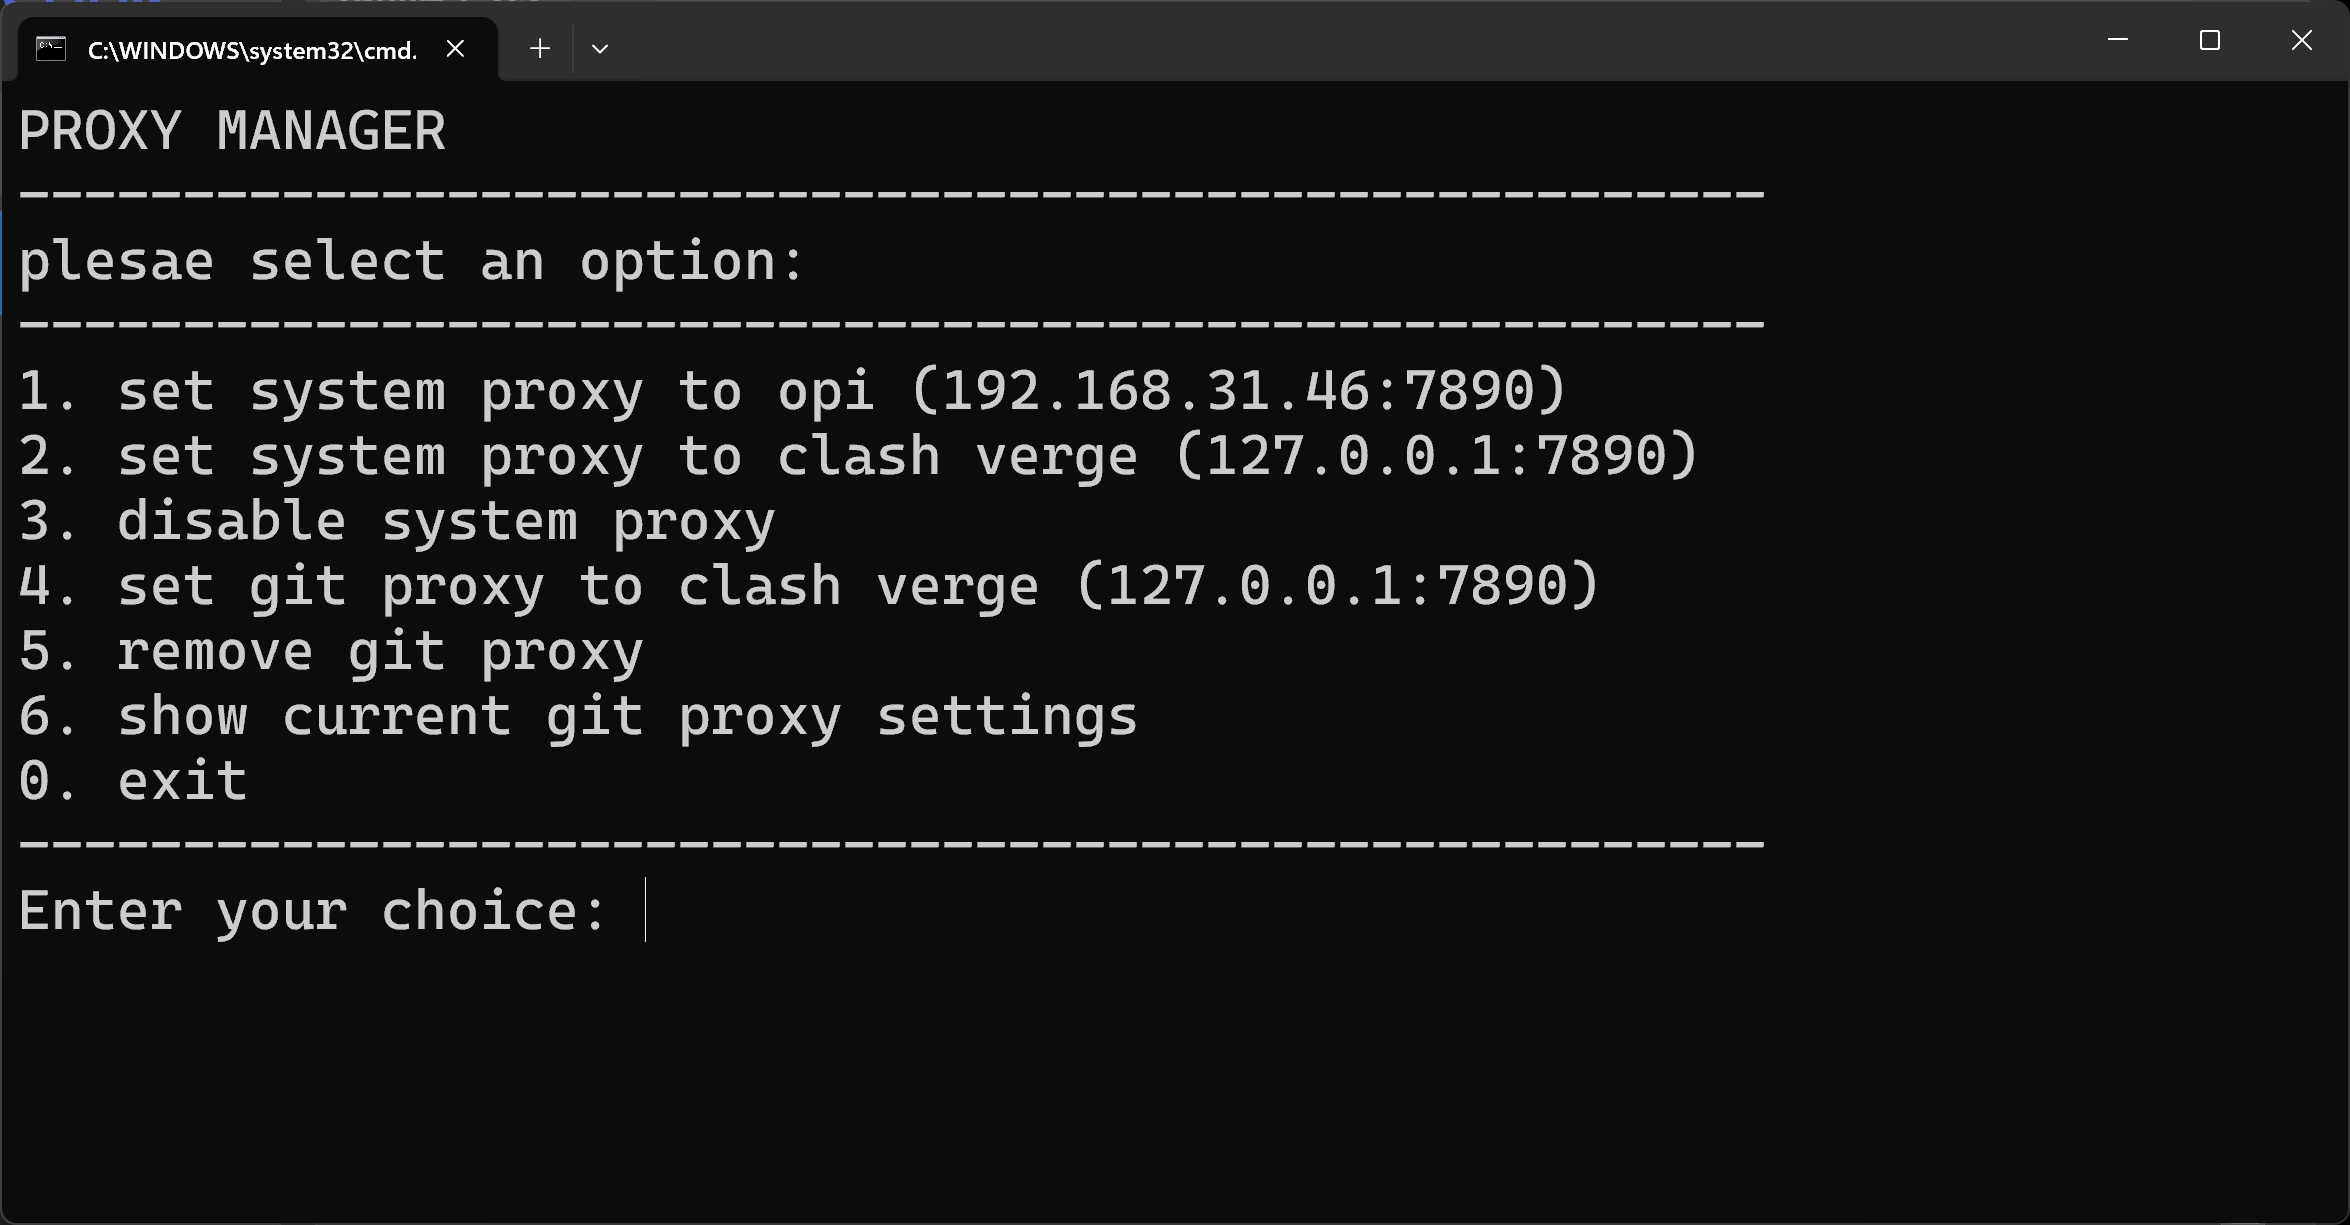 C:\WINDOWS\system32\cmd.
PROXY MANAGER
-----------------------------------------------------
plesae select an option:
-----------------------------------------------------
1. set system proxy to opi (192.168.31.46:7890)
2. set system proxy to clash verge (127.0.0.1:7890)
3. disable system proxy
4. set git proxy to clash verge (127.0.0.1:7890)
5. remove git proxy
6. show current git proxy settings
0. exit
-----------------------------------------------------
Enter your choice: